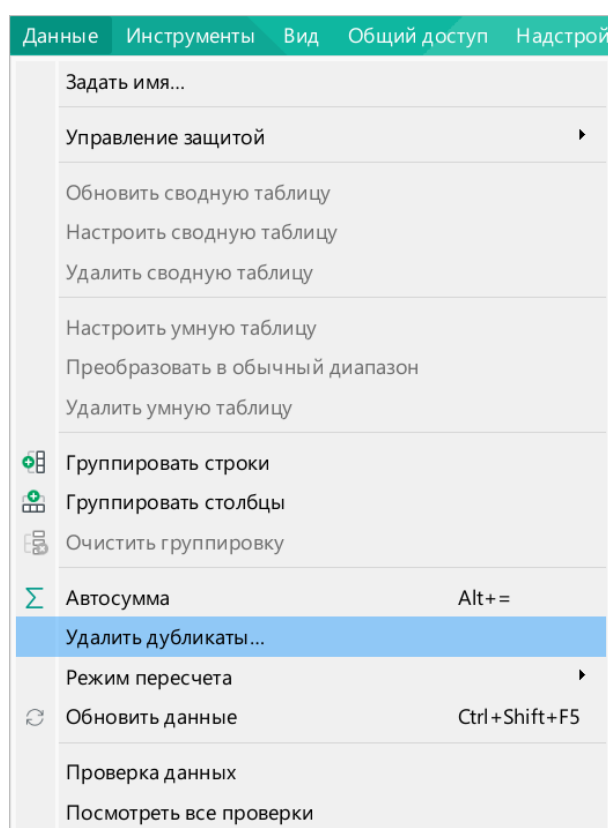 Данные Инструменты Вид Общий доступ Надстрой
Задать имя...
Управление защитой
Обновить сводную таблицу
Настроить сводную таблицу
Удалить сводную таблицу
Настроить умную таблицу
Преобразовать в обычный диапазон
Удалить умную таблицу
Группировать строки
Группировать столбцы
Очистить группировку
Автосумма Alt+=
Удалить дубликаты...
Режим пересчета
Обновить данные Ctrl+Shift+F5
Проверка данных
Посмотреть все проверки